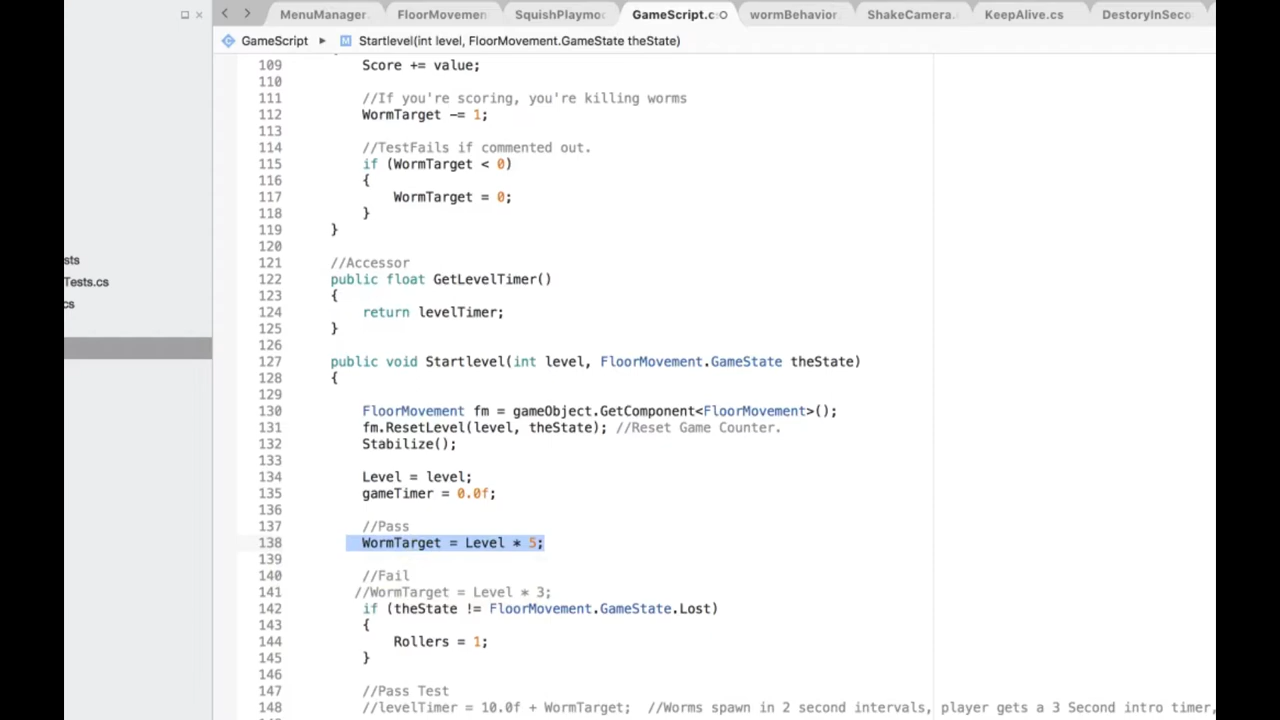 MenuManager.
FloorMovemen
SquishPlaymo
GameScript.c
wormBehavior
ShakeCamera.
KeepAlive.cs
DestoryInSeco
GameScript
Startlevel(int level, FloorMovement.GameState theState)
sts
Tests.cs
cs
109 Score += value;
110
111 //If you're scoring, you're killing worms
112 WormTarget -= 1;
113
114 //TestFails if commented out.
115 if (WormTarget < 0)
116 {
117 WormTarget = 0;
118 }
119 }
120
121 //Accessor
122 public float GetLevelTimer()
123 {
124 return levelTimer;
125 }
126
127 public void Startlevel(int level, FloorMovement.GameState theState)
128 {
129
130 FloorMovement fm = gameObject.GetComponent<FloorMovement>();
131 fm.ResetLevel(level, theState); //Reset Game Counter.
132 Stabilize();
133
134 Level = level;
135 gameTimer = 0.0f;
136
137 //Pass
138 WormTarget = Level * 5;
139
140 //Fail
141 //WormTarget = Level * 3;
142 if (theState != FloorMovement.GameState.Lost)
143 {
144 Rollers = 1;
145 }
146
147 //Pass Test
148 //levelTimer = 10.0f + WormTarget; //Worms spawn in 2 second intervals, player gets a 3 Second intro timer,